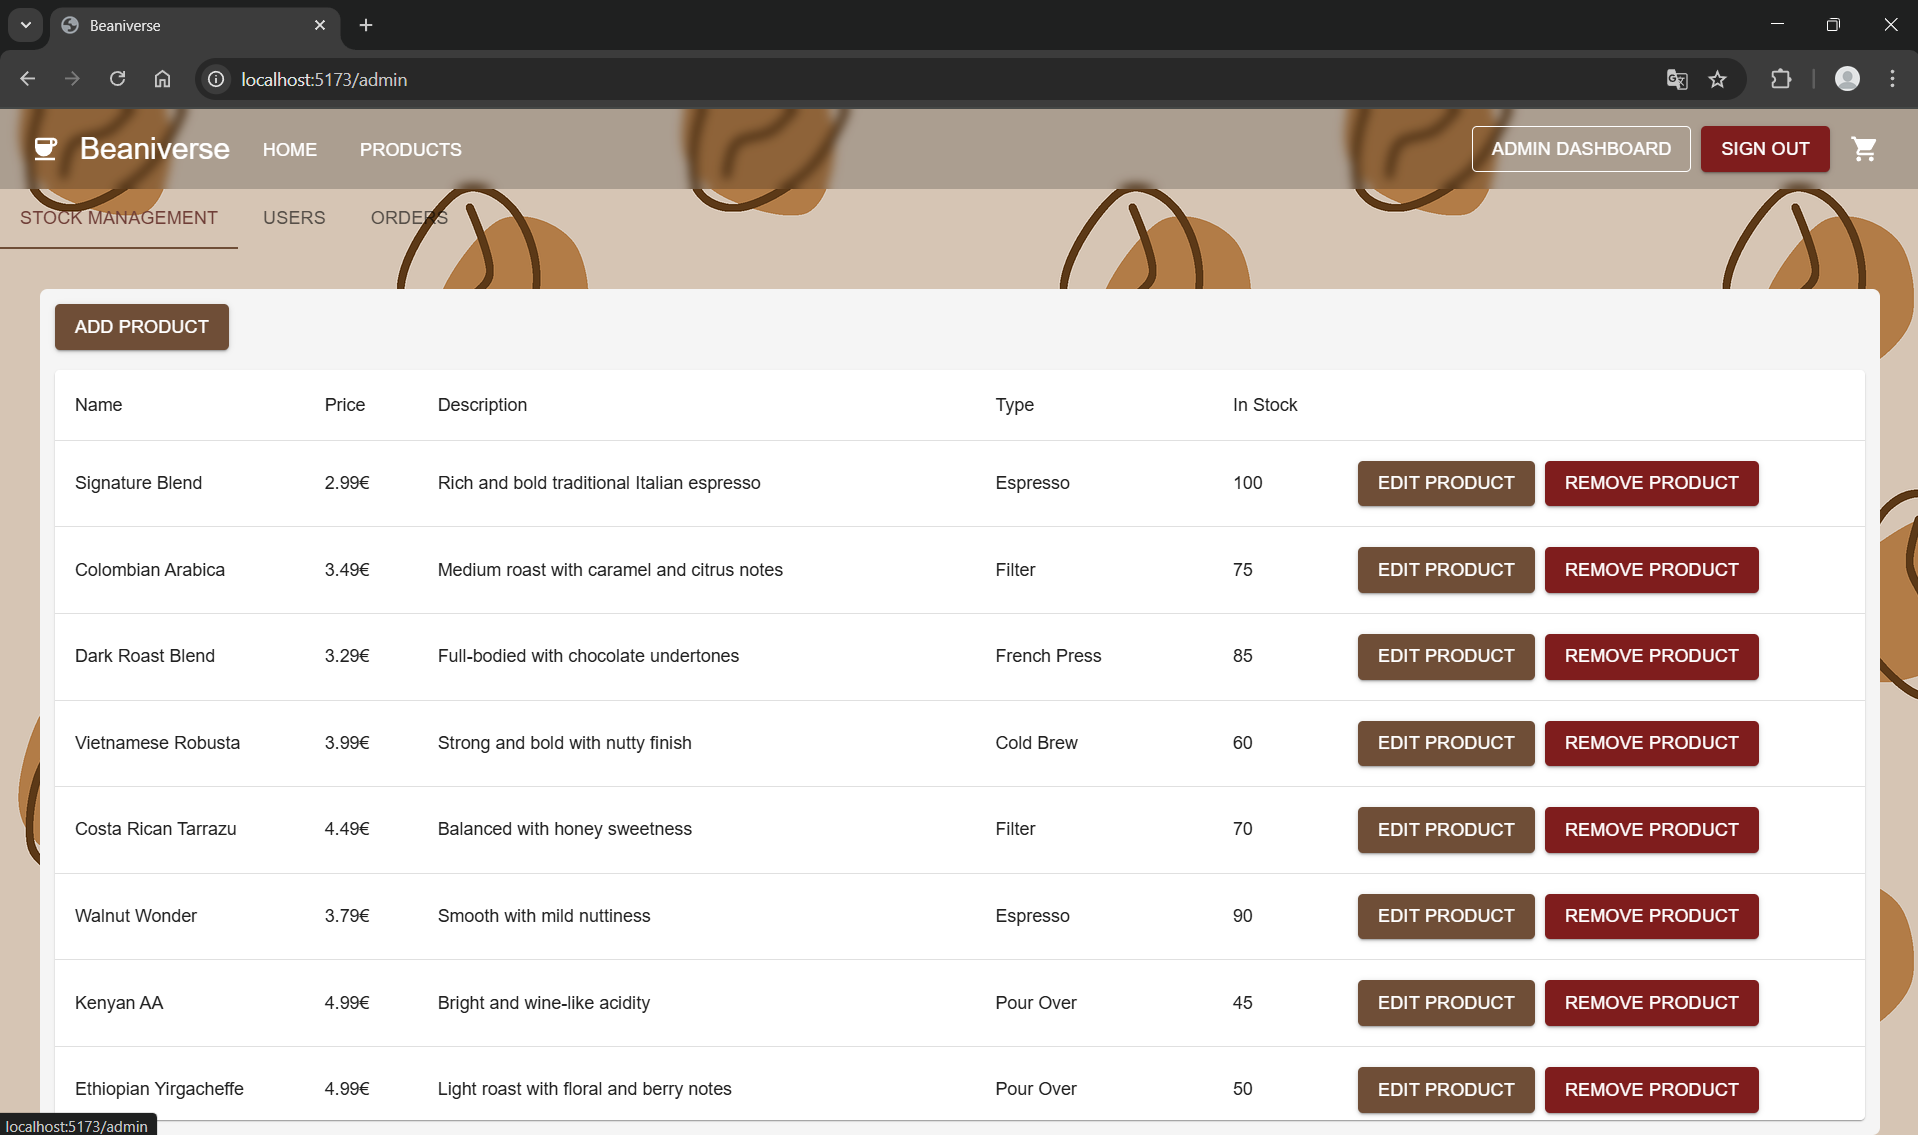 Beaniverse
localhost:5173/admin
Beaniverse HOME PRODUCTS ADMIN DASHBOARD SIGN OUT
STOCK MANAGEMENT USERS ORDERS
ADD PRODUCT
Name Price Description Type In Stock
Signature Blend 2.99€ Rich and bold traditional Italian espresso Espresso 100 EDIT PRODUCT REMOVE PRODUCT
Colombian Arabica 3.49€ Medium roast with caramel and citrus notes Filter 75 EDIT PRODUCT REMOVE PRODUCT
Dark Roast Blend 3.29€ Full-bodied with chocolate undertones French Press 85 EDIT PRODUCT REMOVE PRODUCT
Vietnamese Robusta 3.99€ Strong and bold with nutty finish Cold Brew 60 EDIT PRODUCT REMOVE PRODUCT
Costa Rican Tarrazu 4.49€ Balanced with honey sweetness Filter 70 EDIT PRODUCT REMOVE PRODUCT
Walnut Wonder 3.79€ Smooth with mild nuttiness Espresso 90 EDIT PRODUCT REMOVE PRODUCT
Kenyan AA 4.99€ Bright and wine-like acidity Pour Over 45 EDIT PRODUCT REMOVE PRODUCT
Ethiopian Yirgacheffe 4.99€ Light roast with floral and berry notes Pour Over 50 EDIT PRODUCT REMOVE PRODUCT
localhost:5173/admin